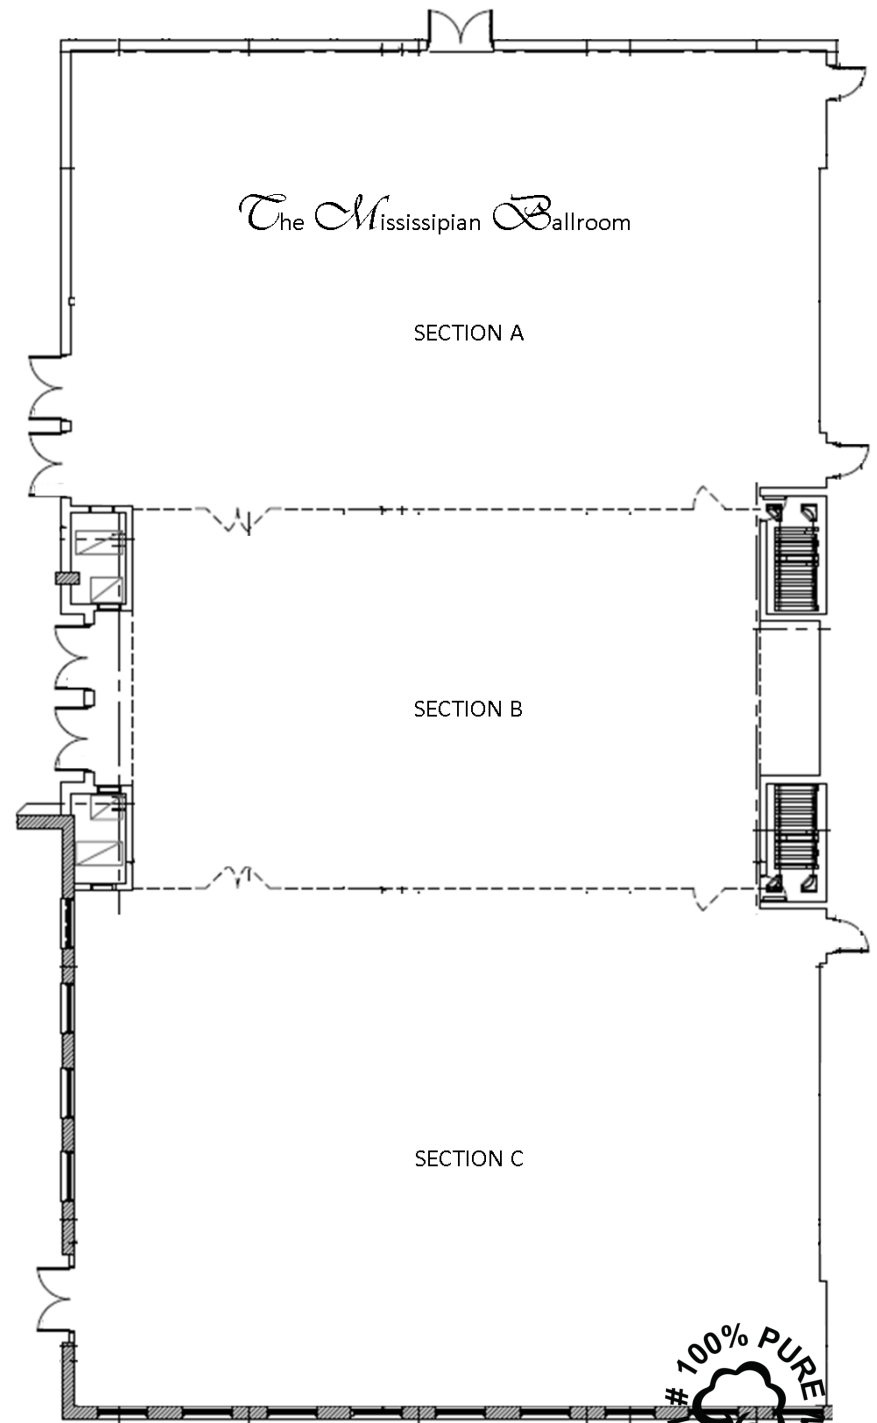 The Mississipian Ballroom
SECTION A
SECTION B
SECTION C
# 100% PURE